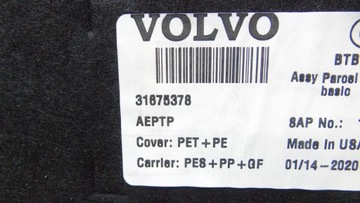 VOLVO
BTB
Assy Parcel
basic
31675378
AEPTP
SAP No.:
Cover: PET+PE
Made in USA
Carrier: PES+PP+GF
01/14-2020